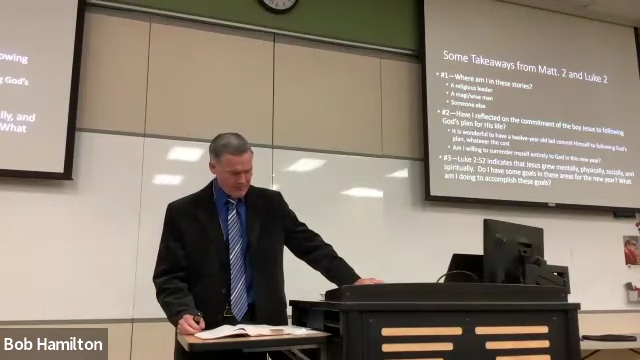 llowing
ng God's
lly, and
What
Some Takeaways from Matt. 2 and Luke 2
• #1—Where am I in these stories?
• A religious leader
• A magi/wise man
• Someone else
• #2—Have I reflected on the commitment of the boy Jesus to following
God's plan for His life?
• It is wonderful to have a twelve-year old lad commit Himself to following God's
plan, whatever the cost
• Am I willing to surrender myself entirely to God in this new year?
• #3—Luke 2:52 indicates that Jesus grew mentally, physically, socially, and
spiritually. Do I have some goals in these areas for the new year? What
am I doing to accomplish these goals?
Bob Hamilton